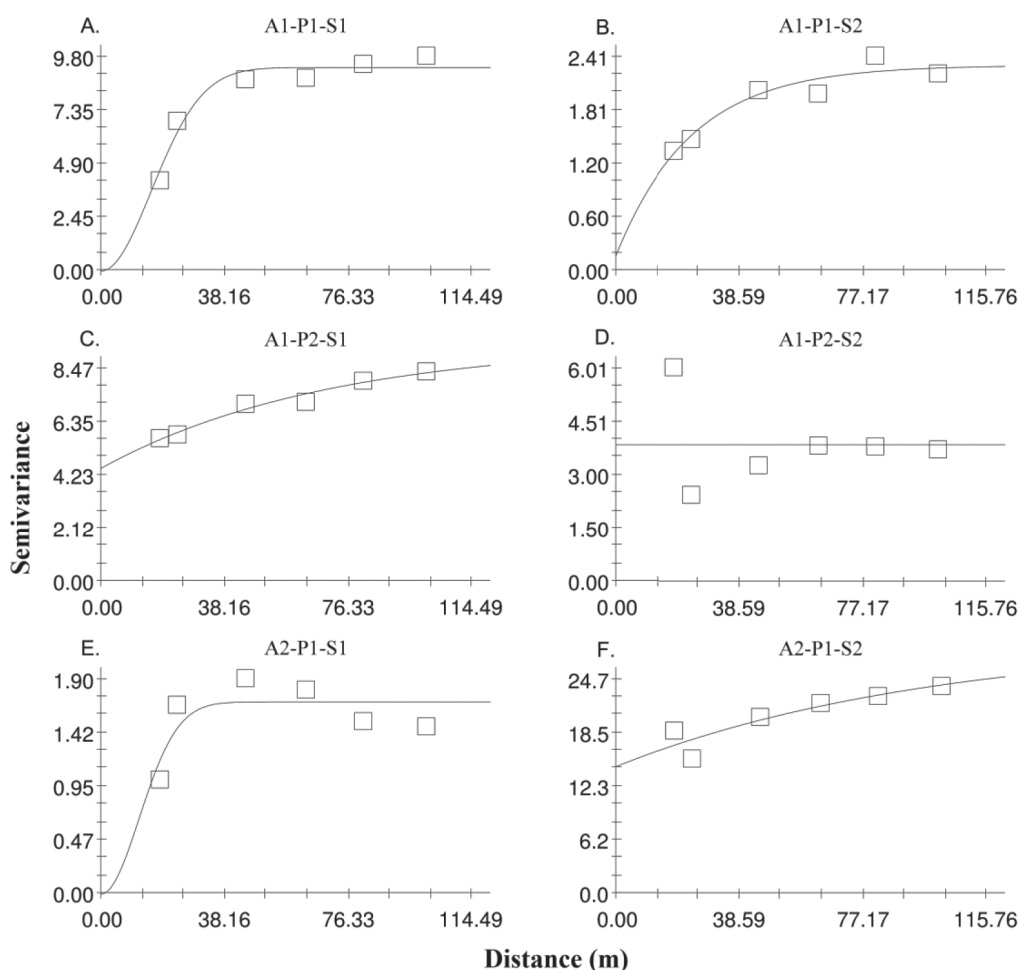 A. A1-P1-S1
9.80
7.35
4.90
2.45
0.00
0.00 38.16 76.33 114.49
B. A1-P1-S2
2.41
1.81
1.20
0.60
0.00
0.00 38.59 77.17 115.76
C. A1-P2-S1
8.47
6.35
4.23
2.12
0.00
0.00 38.16 76.33 114.49
D. A1-P2-S2
6.01
4.51
3.00
1.50
0.00
0.00 38.59 77.17 115.76
E. A2-P1-S1
1.90
1.42
0.95
0.47
0.00
0.00 38.16 76.33 114.49
F. A2-P1-S2
24.7
18.5
12.3
6.2
0.0
0.00 38.59 77.17 115.76
Semivariance
Distance (m)